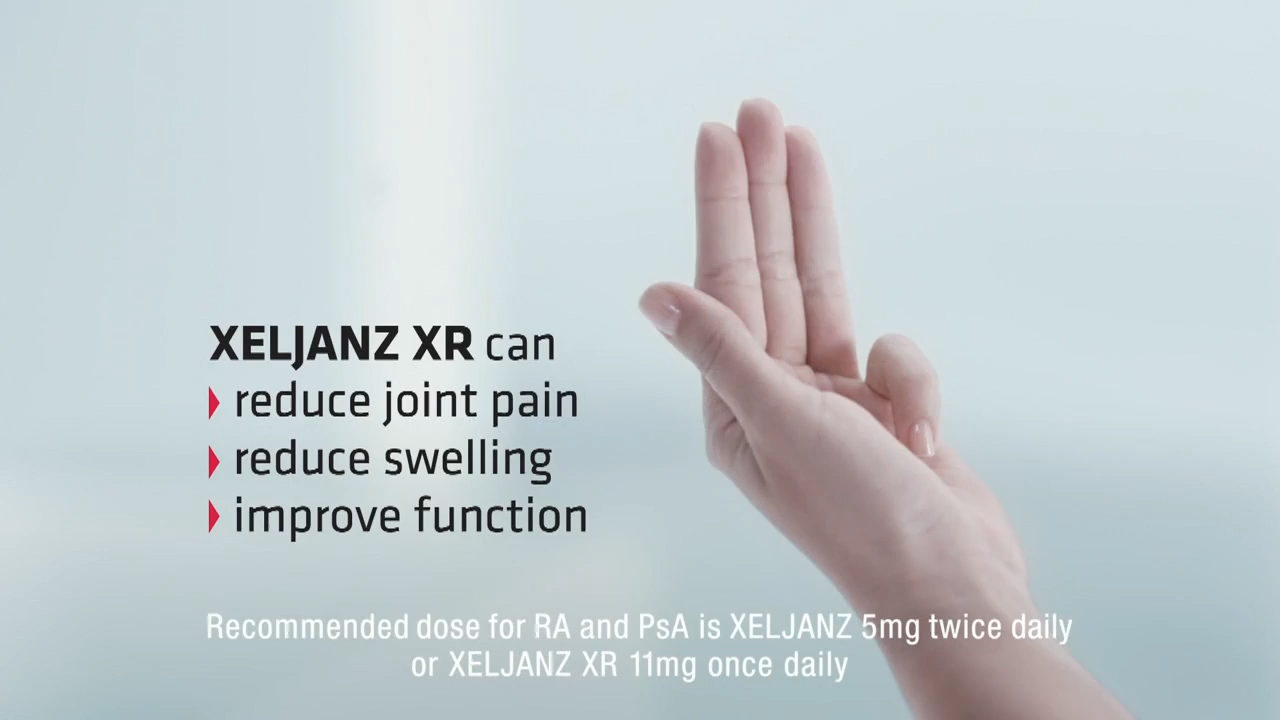 XELJANZ XR can
reduce joint pain
reduce swelling
improve function
Recommended dose for RA and PsA is XELJANZ 5mg twice daily
or XELJANZ XR 11mg once daily